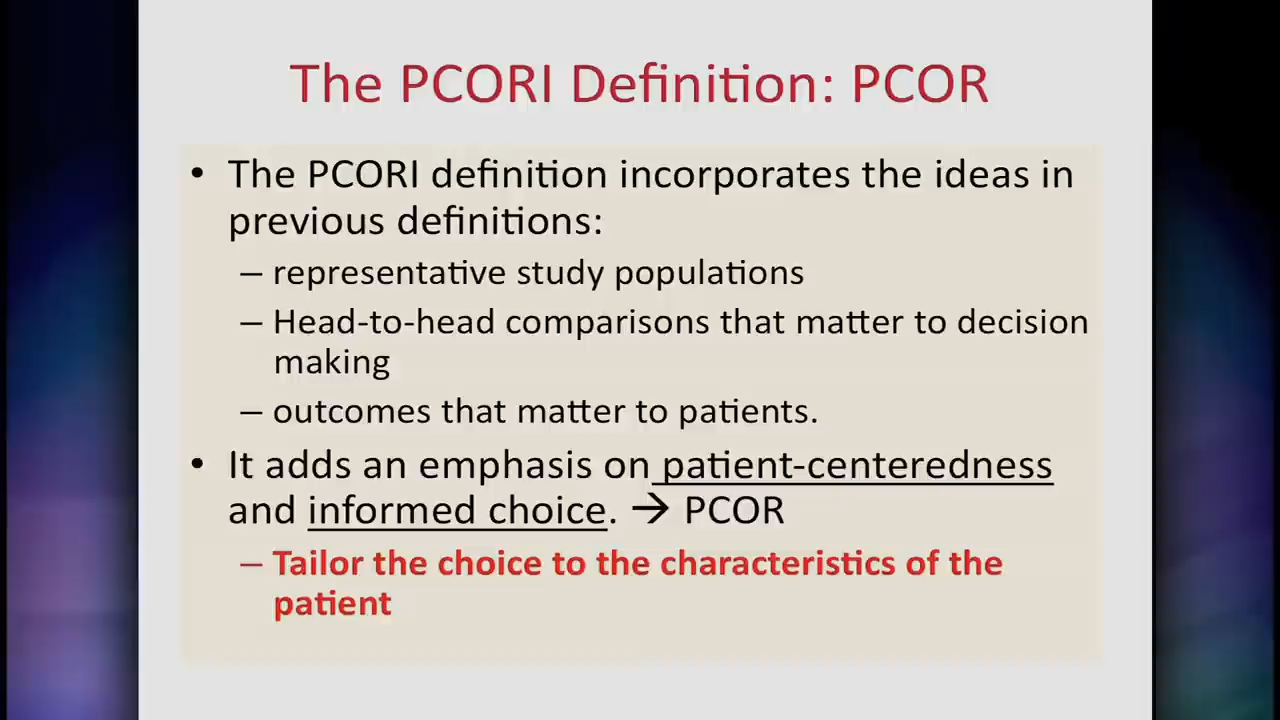 The PCORI Definition: PCOR
• The PCORI definition incorporates the ideas in
previous definitions:
– representative study populations
– Head-to-head comparisons that matter to decision
making
– outcomes that matter to patients.
• It adds an emphasis on patient-centeredness
and informed choice. → PCOR
– Tailor the choice to the characteristics of the
patient